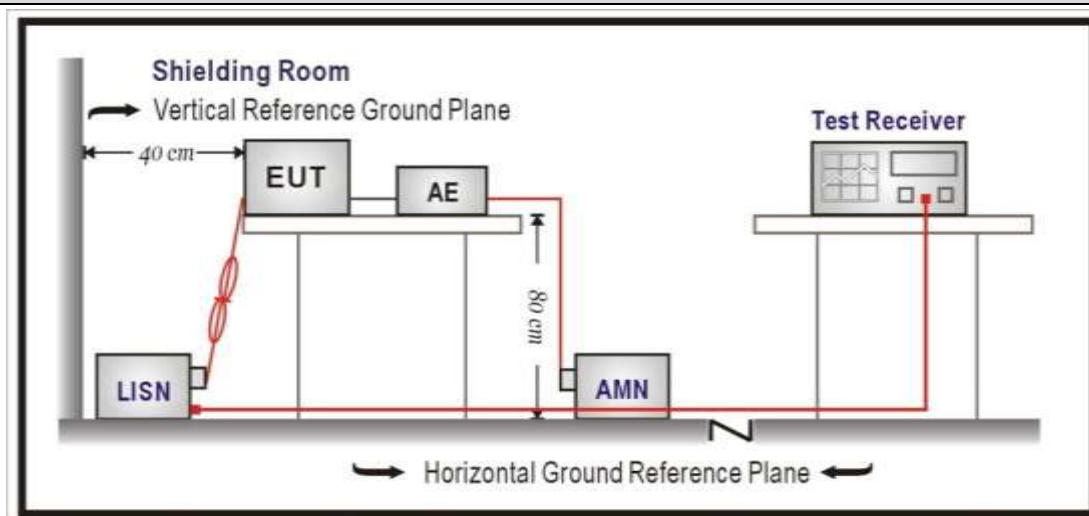 Shielding Room
Vertical Reference Ground Plane
Test Receiver
40 cm
EUT
AE
80 cm
LISN
AMN
Horizontal Ground Reference Plane